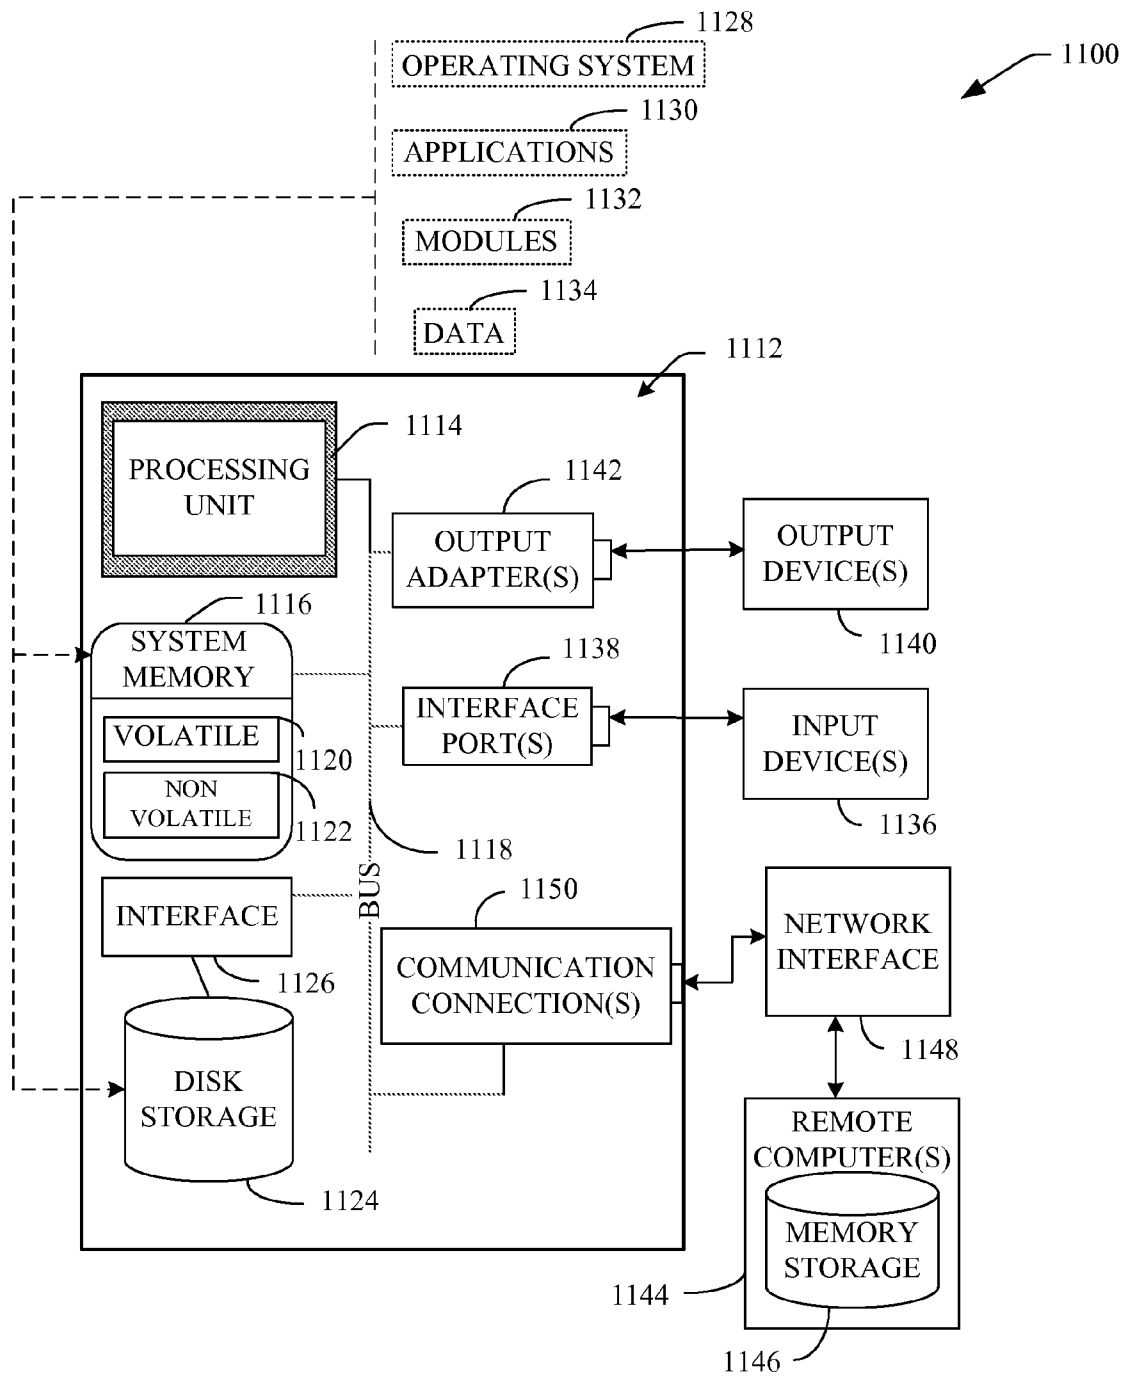 1128
OPERATING SYSTEM
1100
1130
APPLICATIONS
1132
MODULES
1134
DATA
1112
1114
PROCESSING
UNIT
1142
OUTPUT
ADAPTER(S)
OUTPUT
DEVICE(S)
1140
1116
SYSTEM
MEMORY
VOLATILE
1120
NON
VOLATILE
1122
1138
INTERFACE
PORT(S)
INPUT
DEVICE(S)
1136
1118
BUS
INTERFACE
1126
1150
COMMUNICATION
CONNECTION(S)
NETWORK
INTERFACE
1148
DISK
STORAGE
1124
REMOTE
COMPUTER(S)
MEMORY
STORAGE
1144
1146